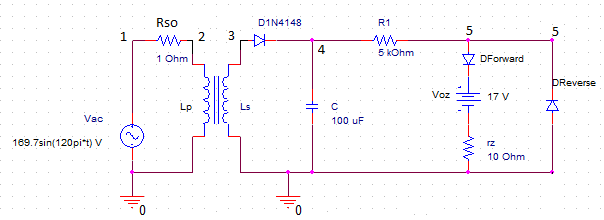 Rso
D1N4148
R1
1
2
3
4
5
5
1 Ohm
5 kOhm
DForward
Lp
Ls
C
100 uF
Voz
17 V
DReverse
Vac
169.7sin(120pi*t) V
rz
10 Ohm
0
0